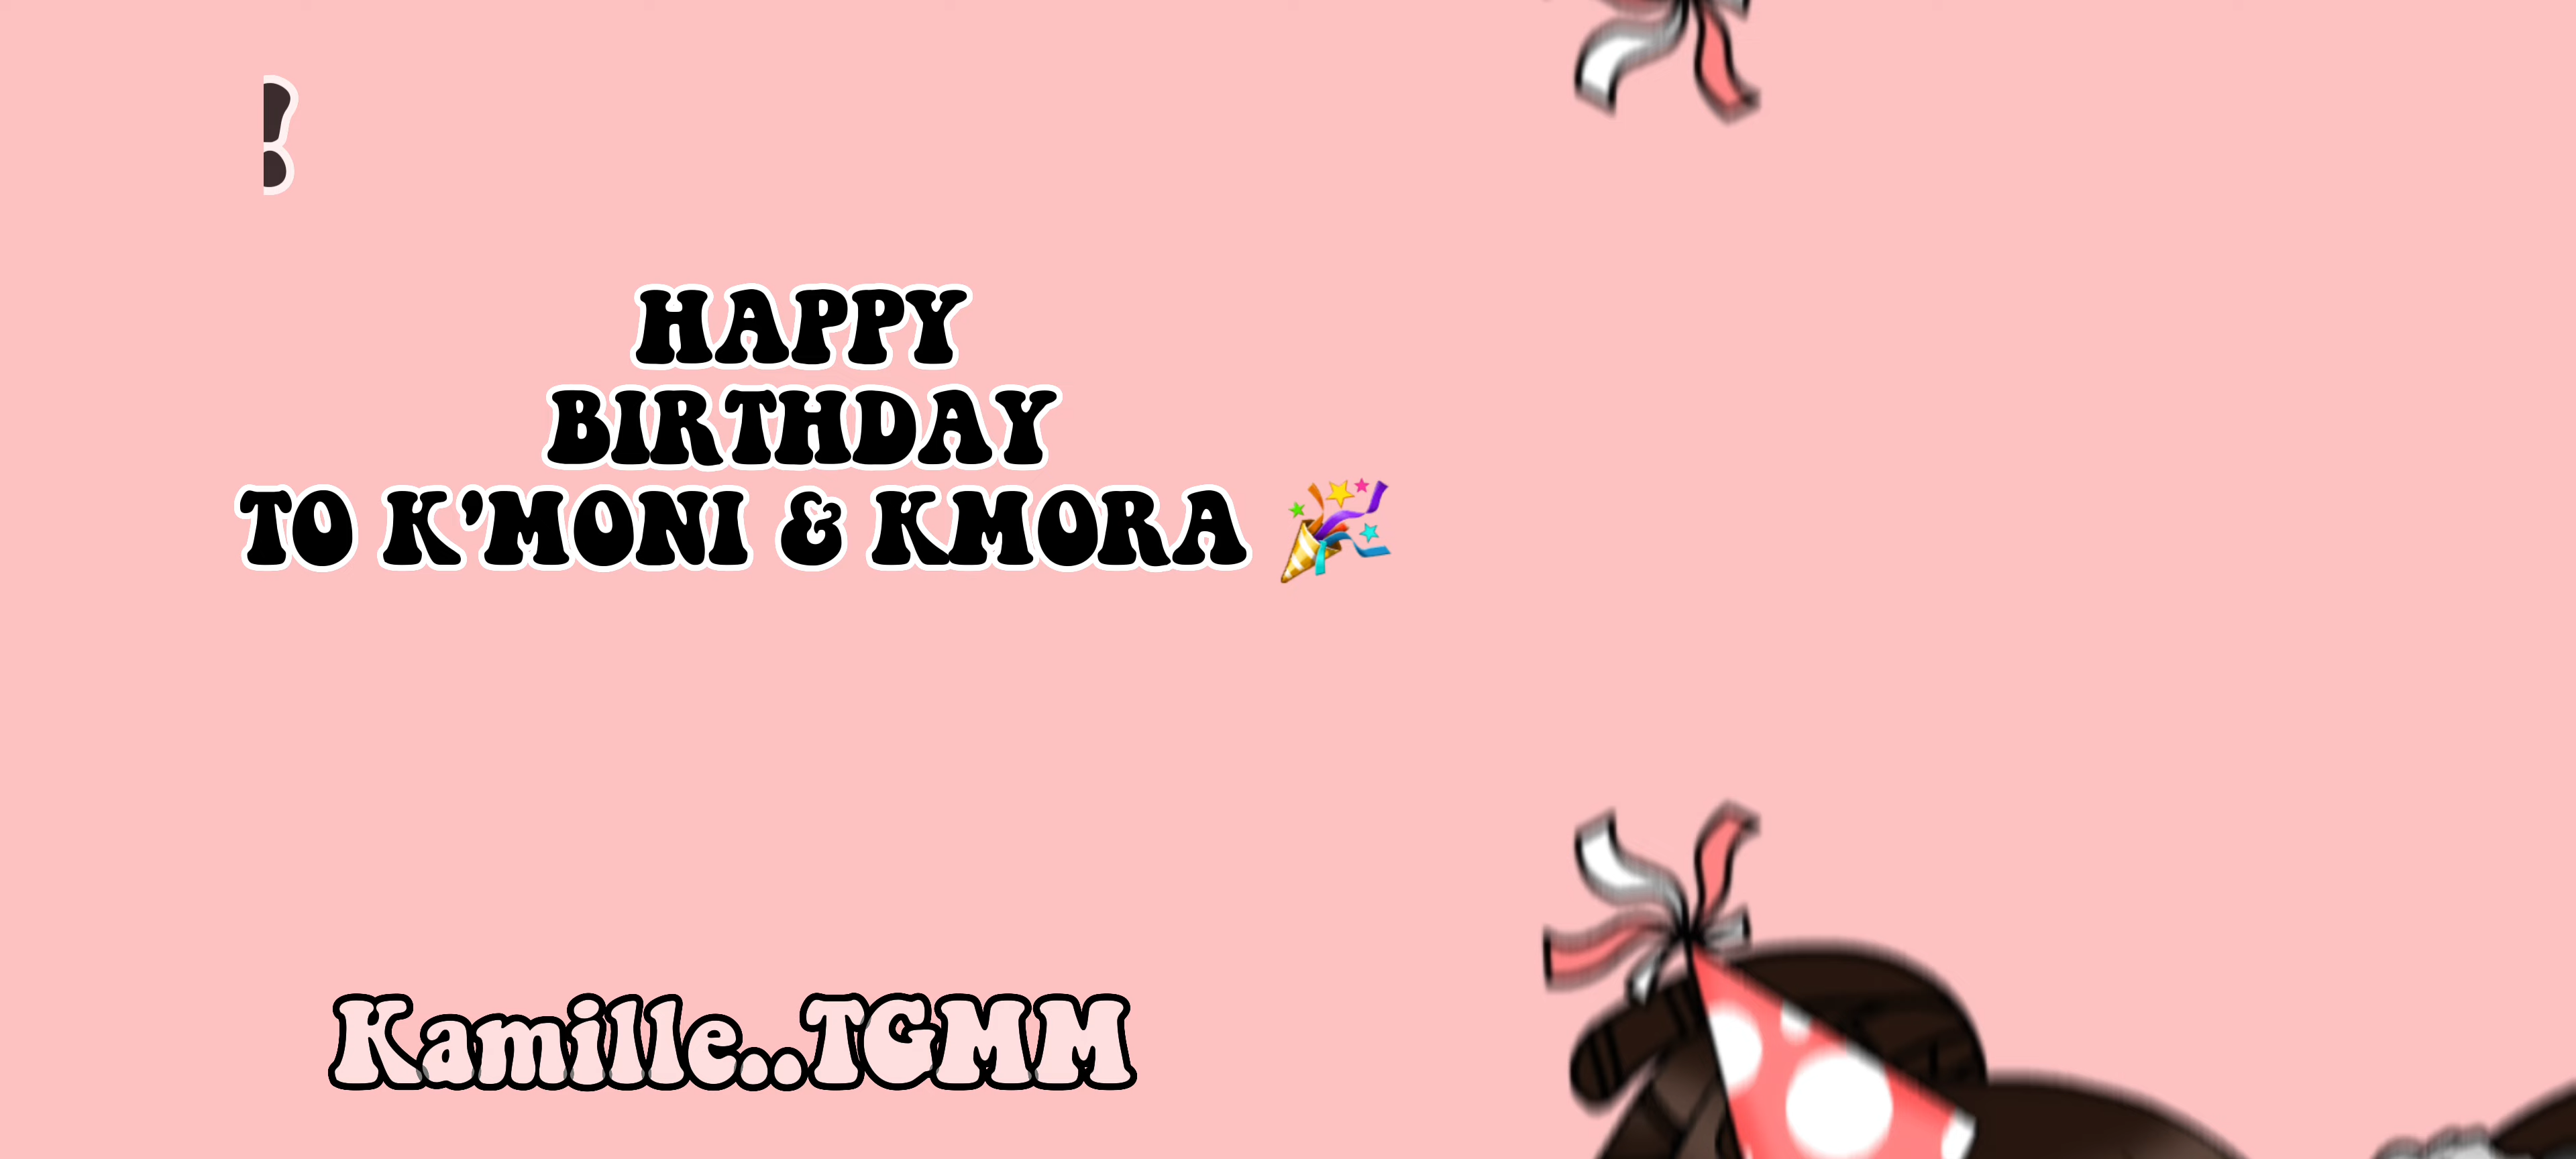 !
HAPPY
BIRTHDAY
TO K'MONI & KMORA 🎉
Kamille..TGMM